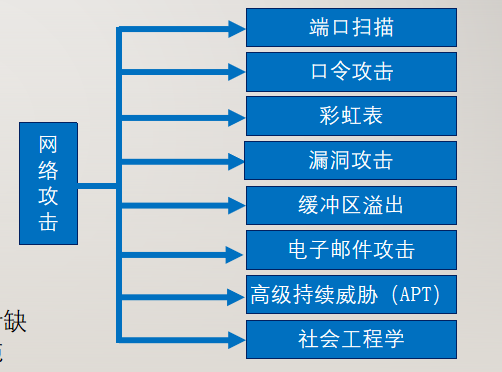 网络攻击
端口扫描
口令攻击
彩虹表
漏洞攻击
缓冲区溢出
电子邮件攻击
高级持续威胁（APT）
社会工程学
缺